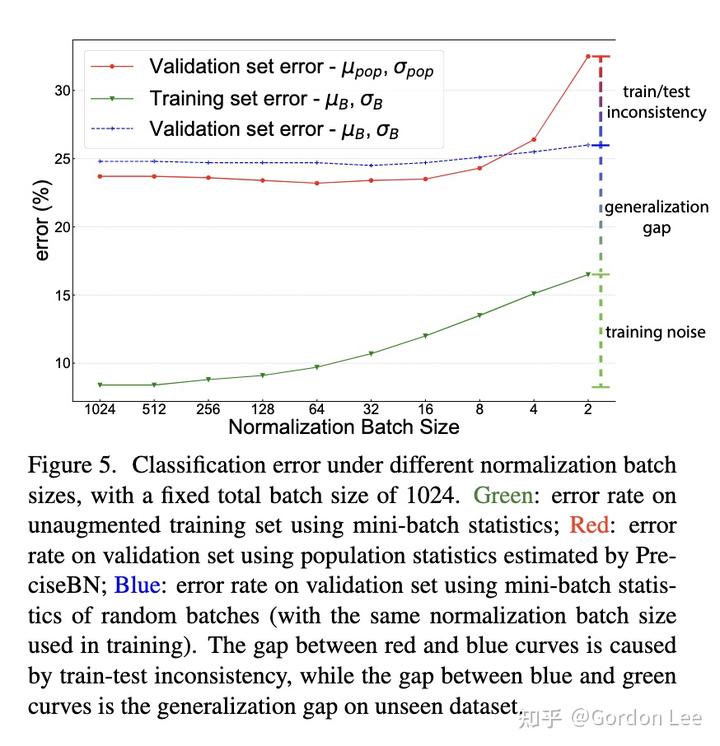 Validation set error - μpop, σpop
Training set error - μB, σB
Validation set error - μB, σB
30
25
20
15
10
error (%)
1024 512 256 128 64 32 16 8 4 2
Normalization Batch Size
train/test
inconsistency
generalization
gap
training noise
Figure 5. Classification error under different normalization batch
sizes, with a fixed total batch size of 1024. Green: error rate on
unaugmented training set using mini-batch statistics; Red: error
rate on validation set using population statistics estimated by Pre-
ciseBN; Blue: error rate on validation set using mini-batch statis-
tics of random batches (with the same normalization batch size
used in training). The gap between red and blue curves is caused
by train-test inconsistency, while the gap between blue and green
curves is the generalization gap on unseen dataset.
知乎 @Gordon Lee